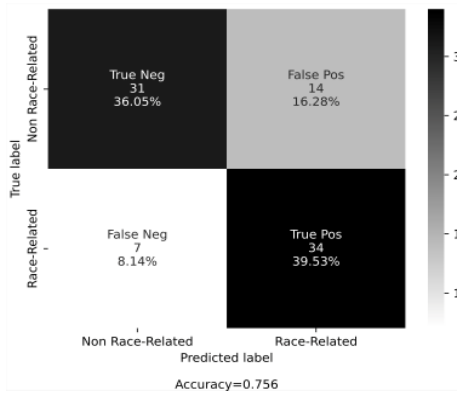 True label
Non Race-Related
Race-Related
True Neg
31
36.05%
False Pos
14
16.28%
False Neg
7
8.14%
True Pos
34
39.53%
Non Race-Related
Race-Related
Predicted label
Accuracy=0.756